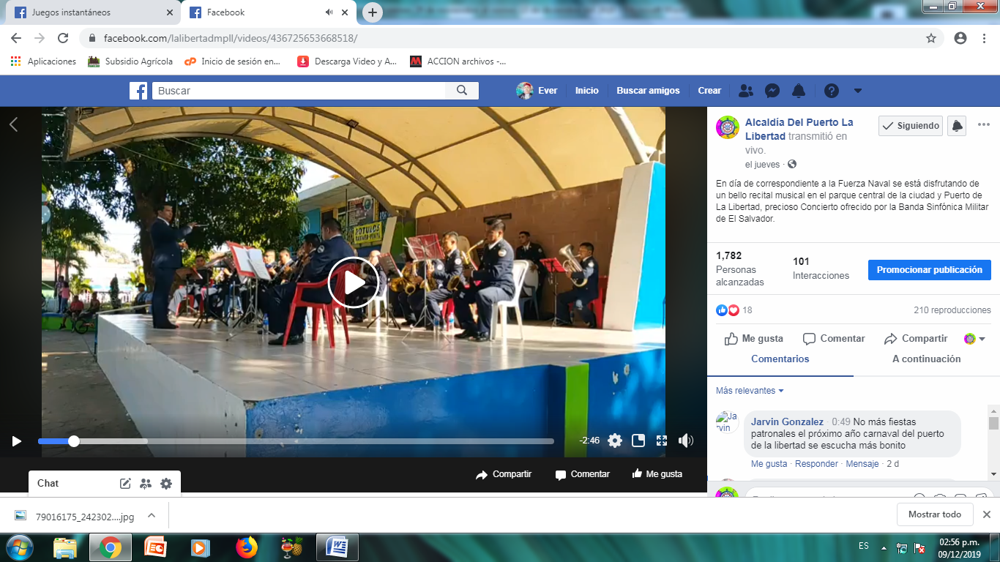 Juegos instantáneos
Facebook
facebook.com/lalibertadmpll/videos/436725653668518/
Aplicaciones
Subsidio Agrícola
Inicio de sesión en...
Descarga Video y A...
ACCION archivos -...
Buscar
Ever
Inicio
Buscar amigos
Crear
ROTULOS
Alcaldía Del Puerto La
Libertad transmitió en
vivo.
el jueves ·
Siguiendo
En día de correspondiente a la Fuerza Naval se está disfrutando de
un bello recital musical en el parque central de la ciudad y Puerto de
La Libertad, precioso Concierto ofrecido por la Banda Sinfónica Militar
de El Salvador.
1,782
Personas
alcanzadas
101
Interacciones
Promocionar publicación
18
210 reproducciones
Me gusta
Comentar
Compartir
Comentarios
A continuación
Más relevantes
Jarvin Gonzalez · 0:49 No más fiestas
patronales el próximo año carnaval del puerto
de la libertad se escucha más bonito
Me gusta · Responder · Mensaje · 2 d
-2:46
Compartir
Comentar
Me gusta
Chat
79016175_242302....jpg
Mostrar todo
ES
02:56 p.m.
09/12/2019